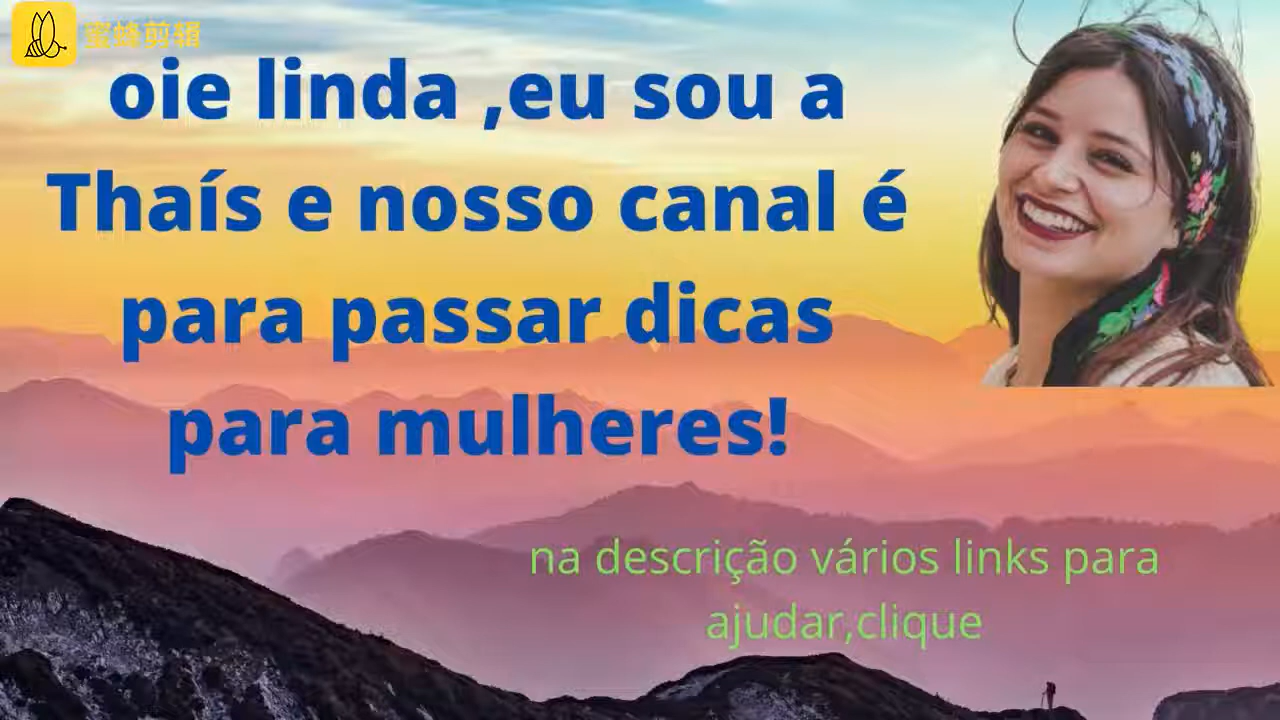 蜜蜂剪辑
oie linda ,eu sou a
Thaís e nosso canal é
para passar dicas
para mulheres!
na descrição vários links para
ajudar,clique